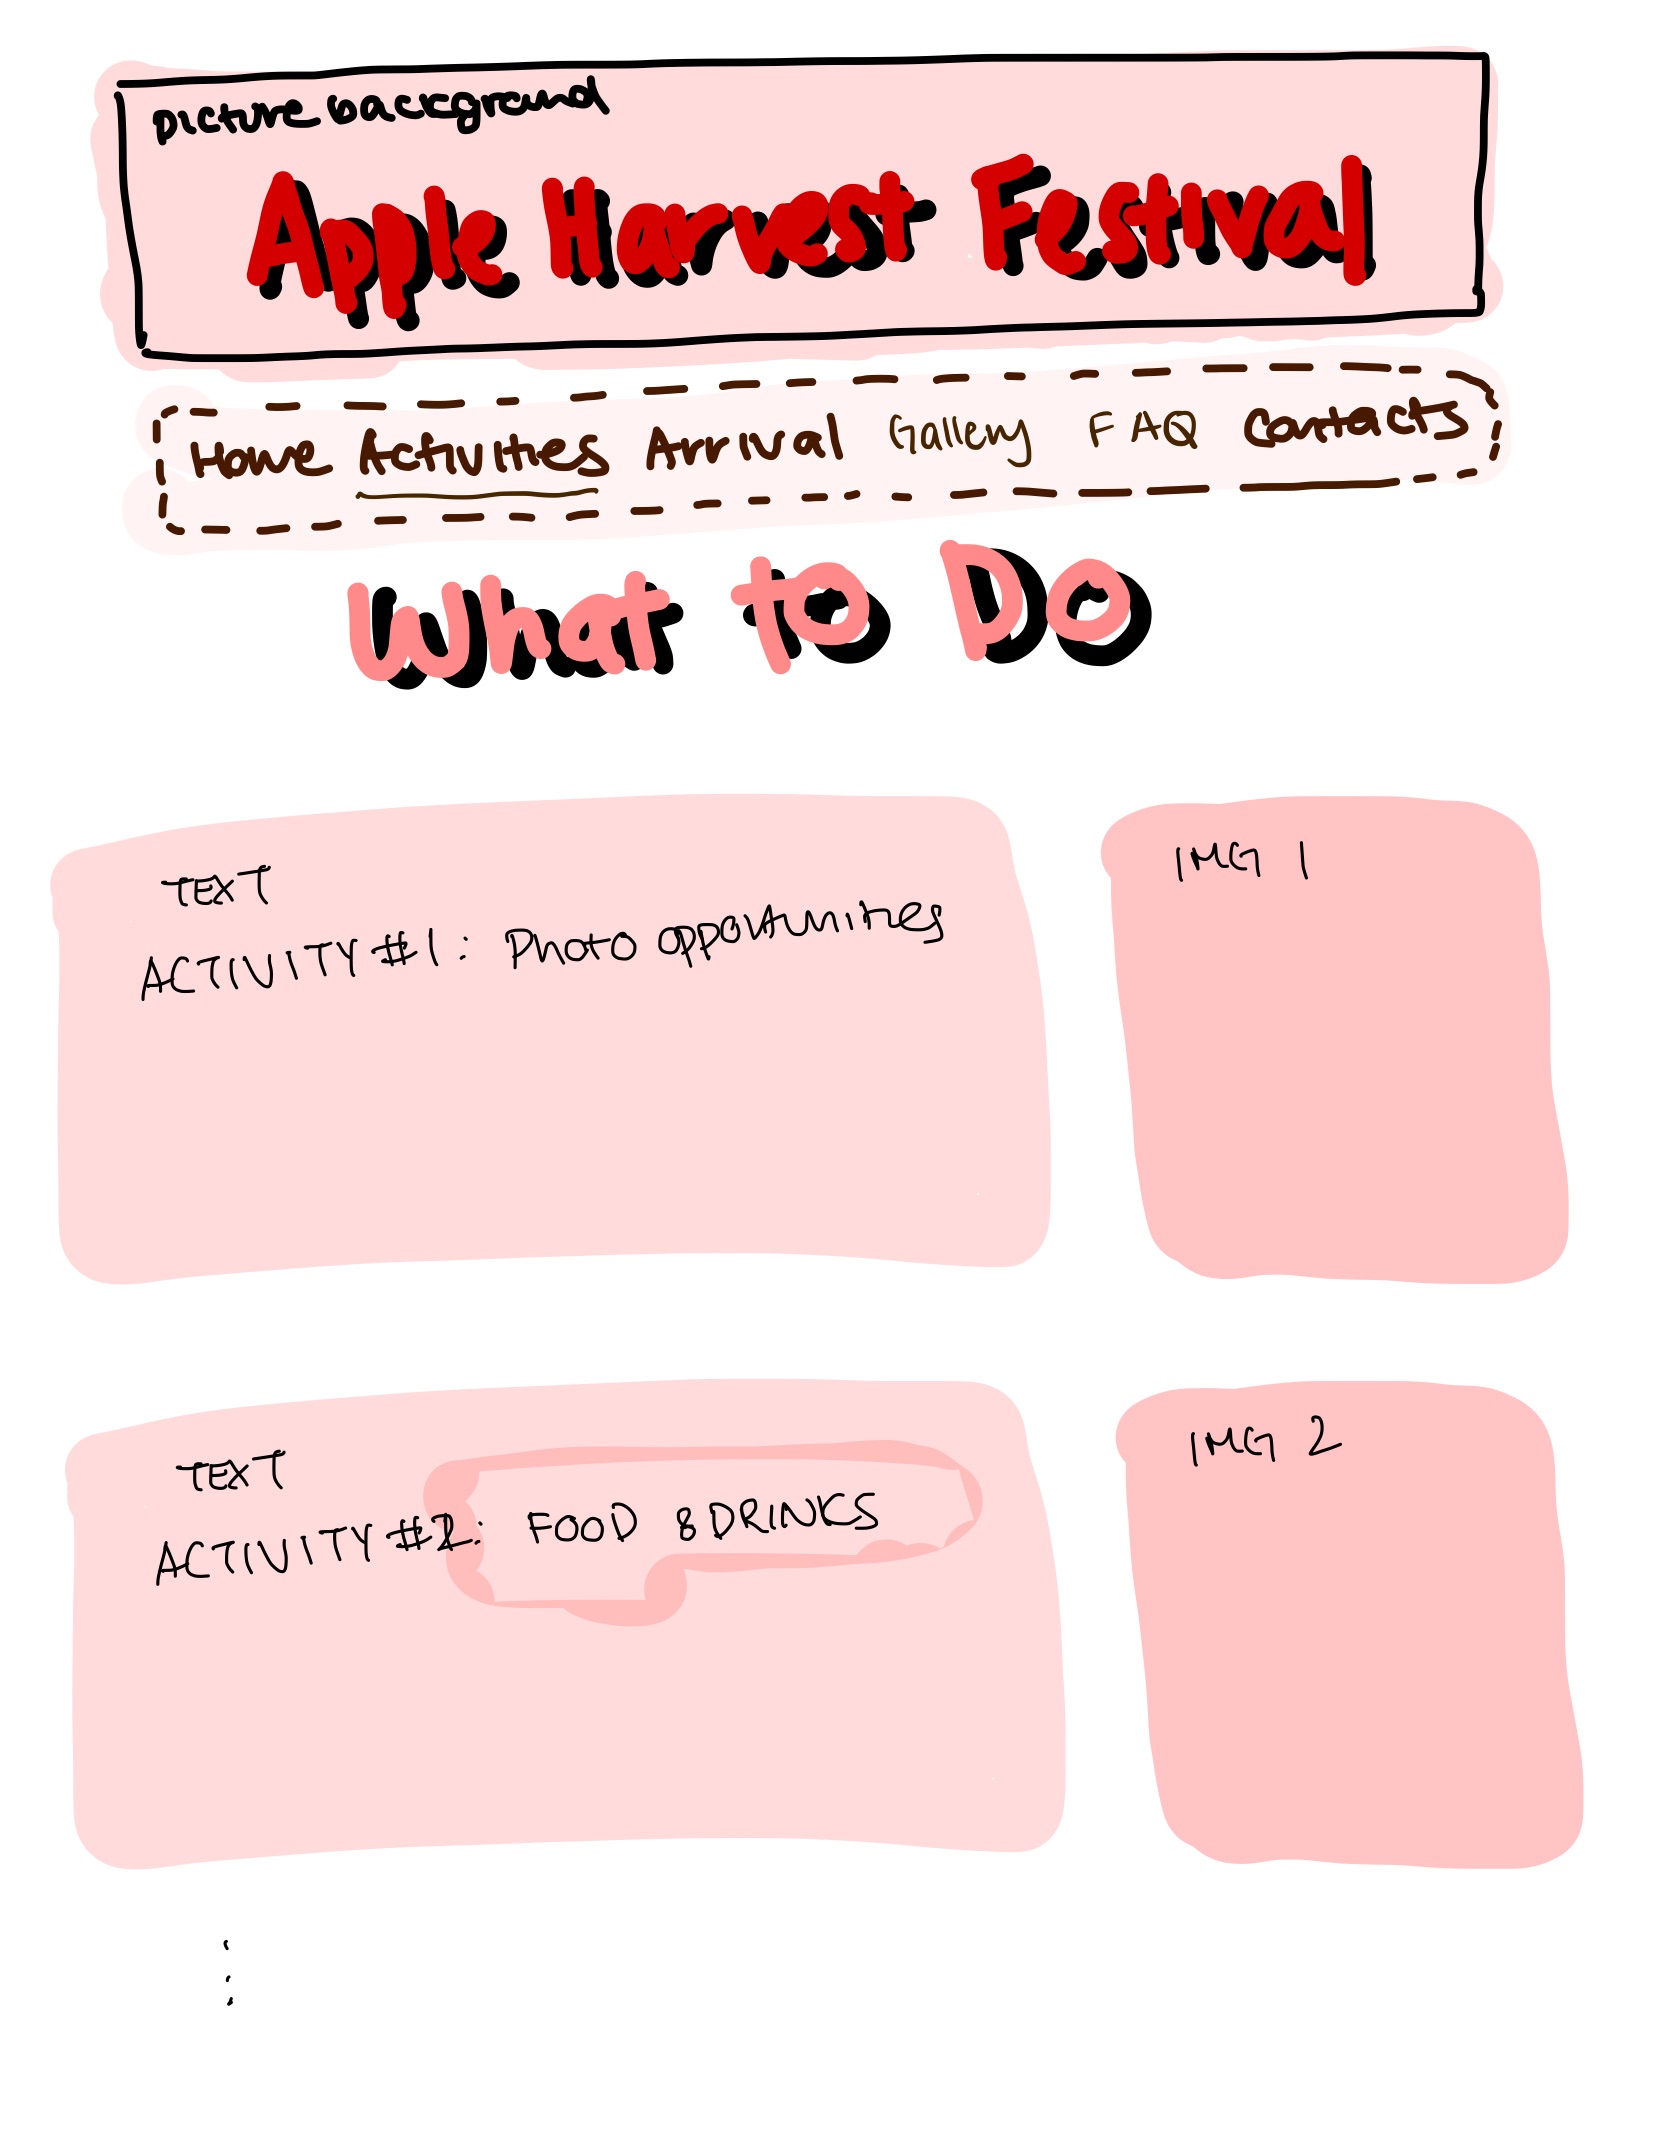 picture background
Apple Harvest Festival
Home Activities Arrival Gallery FAQ Contacts
What to Do
TEXT
ACTIVITY #1: Photo opportunities
IMG 1
TEXT
ACTIVITY #2: FOOD & DRINKS
IMG 2